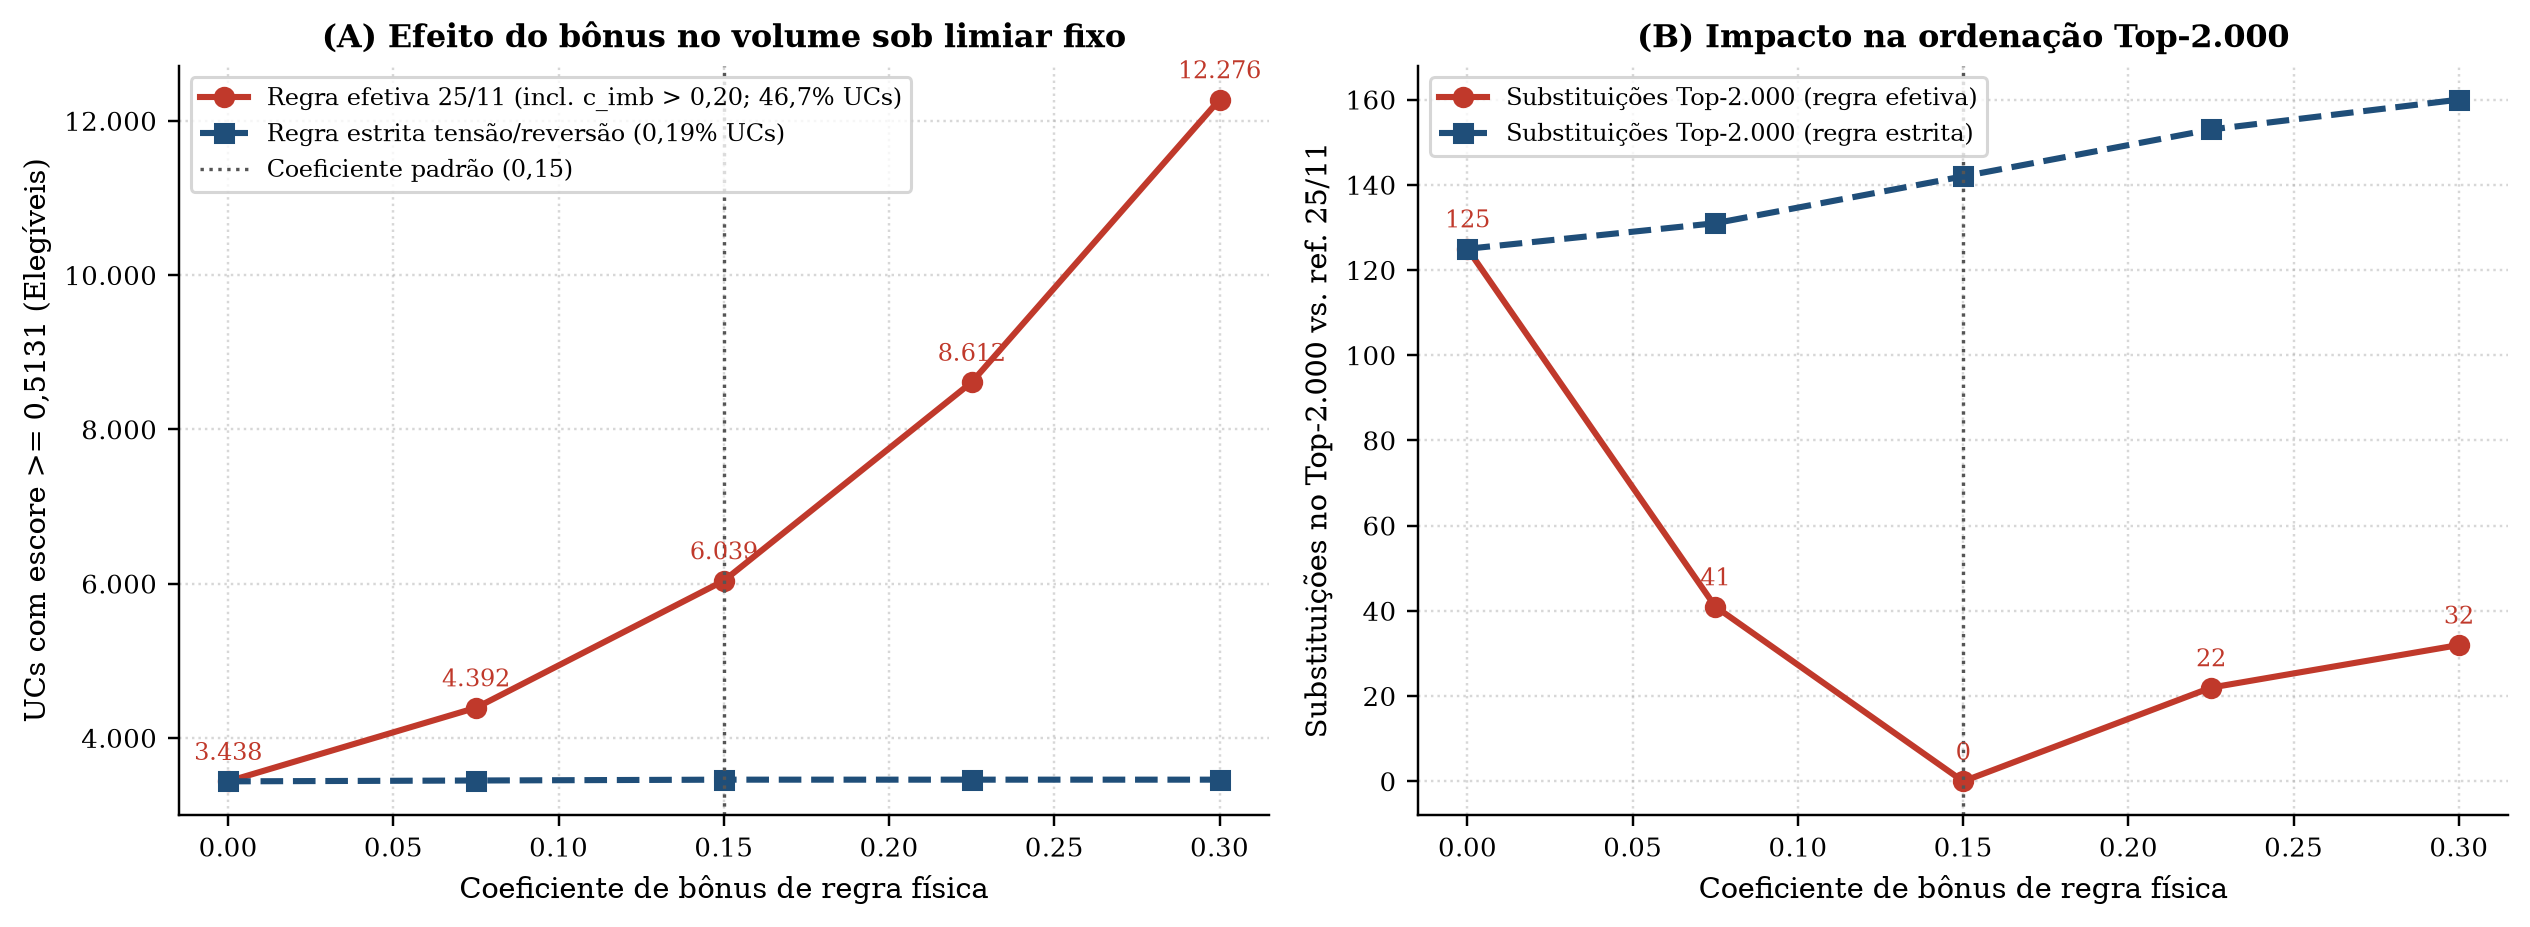 (A) Efeito do bônus no volume sob limiar fixo
12.276
Regra efetiva 25/11 (incl. c_imb > 0,20; 46,7% UCs)
Regra estrita tensão/reversão (0,19% UCs)
Coeficiente padrão (0,15)
UCs com escore >= 0,5131 (Elegíveis)
12.000
10.000
8.000
6.000
4.000
8.612
6.039
4.392
3.438
0.00 0.05 0.10 0.15 0.20 0.25 0.30
Coeficiente de bônus de regra física
(B) Impacto na ordenação Top-2.000
Substituições Top-2.000 (regra efetiva)
Substituições Top-2.000 (regra estrita)
Substituições no Top-2.000 vs. ref. 25/11
160
140
120
100
80
60
40
20
0
125
41
0
22
32
0.00 0.05 0.10 0.15 0.20 0.25 0.30
Coeficiente de bônus de regra física